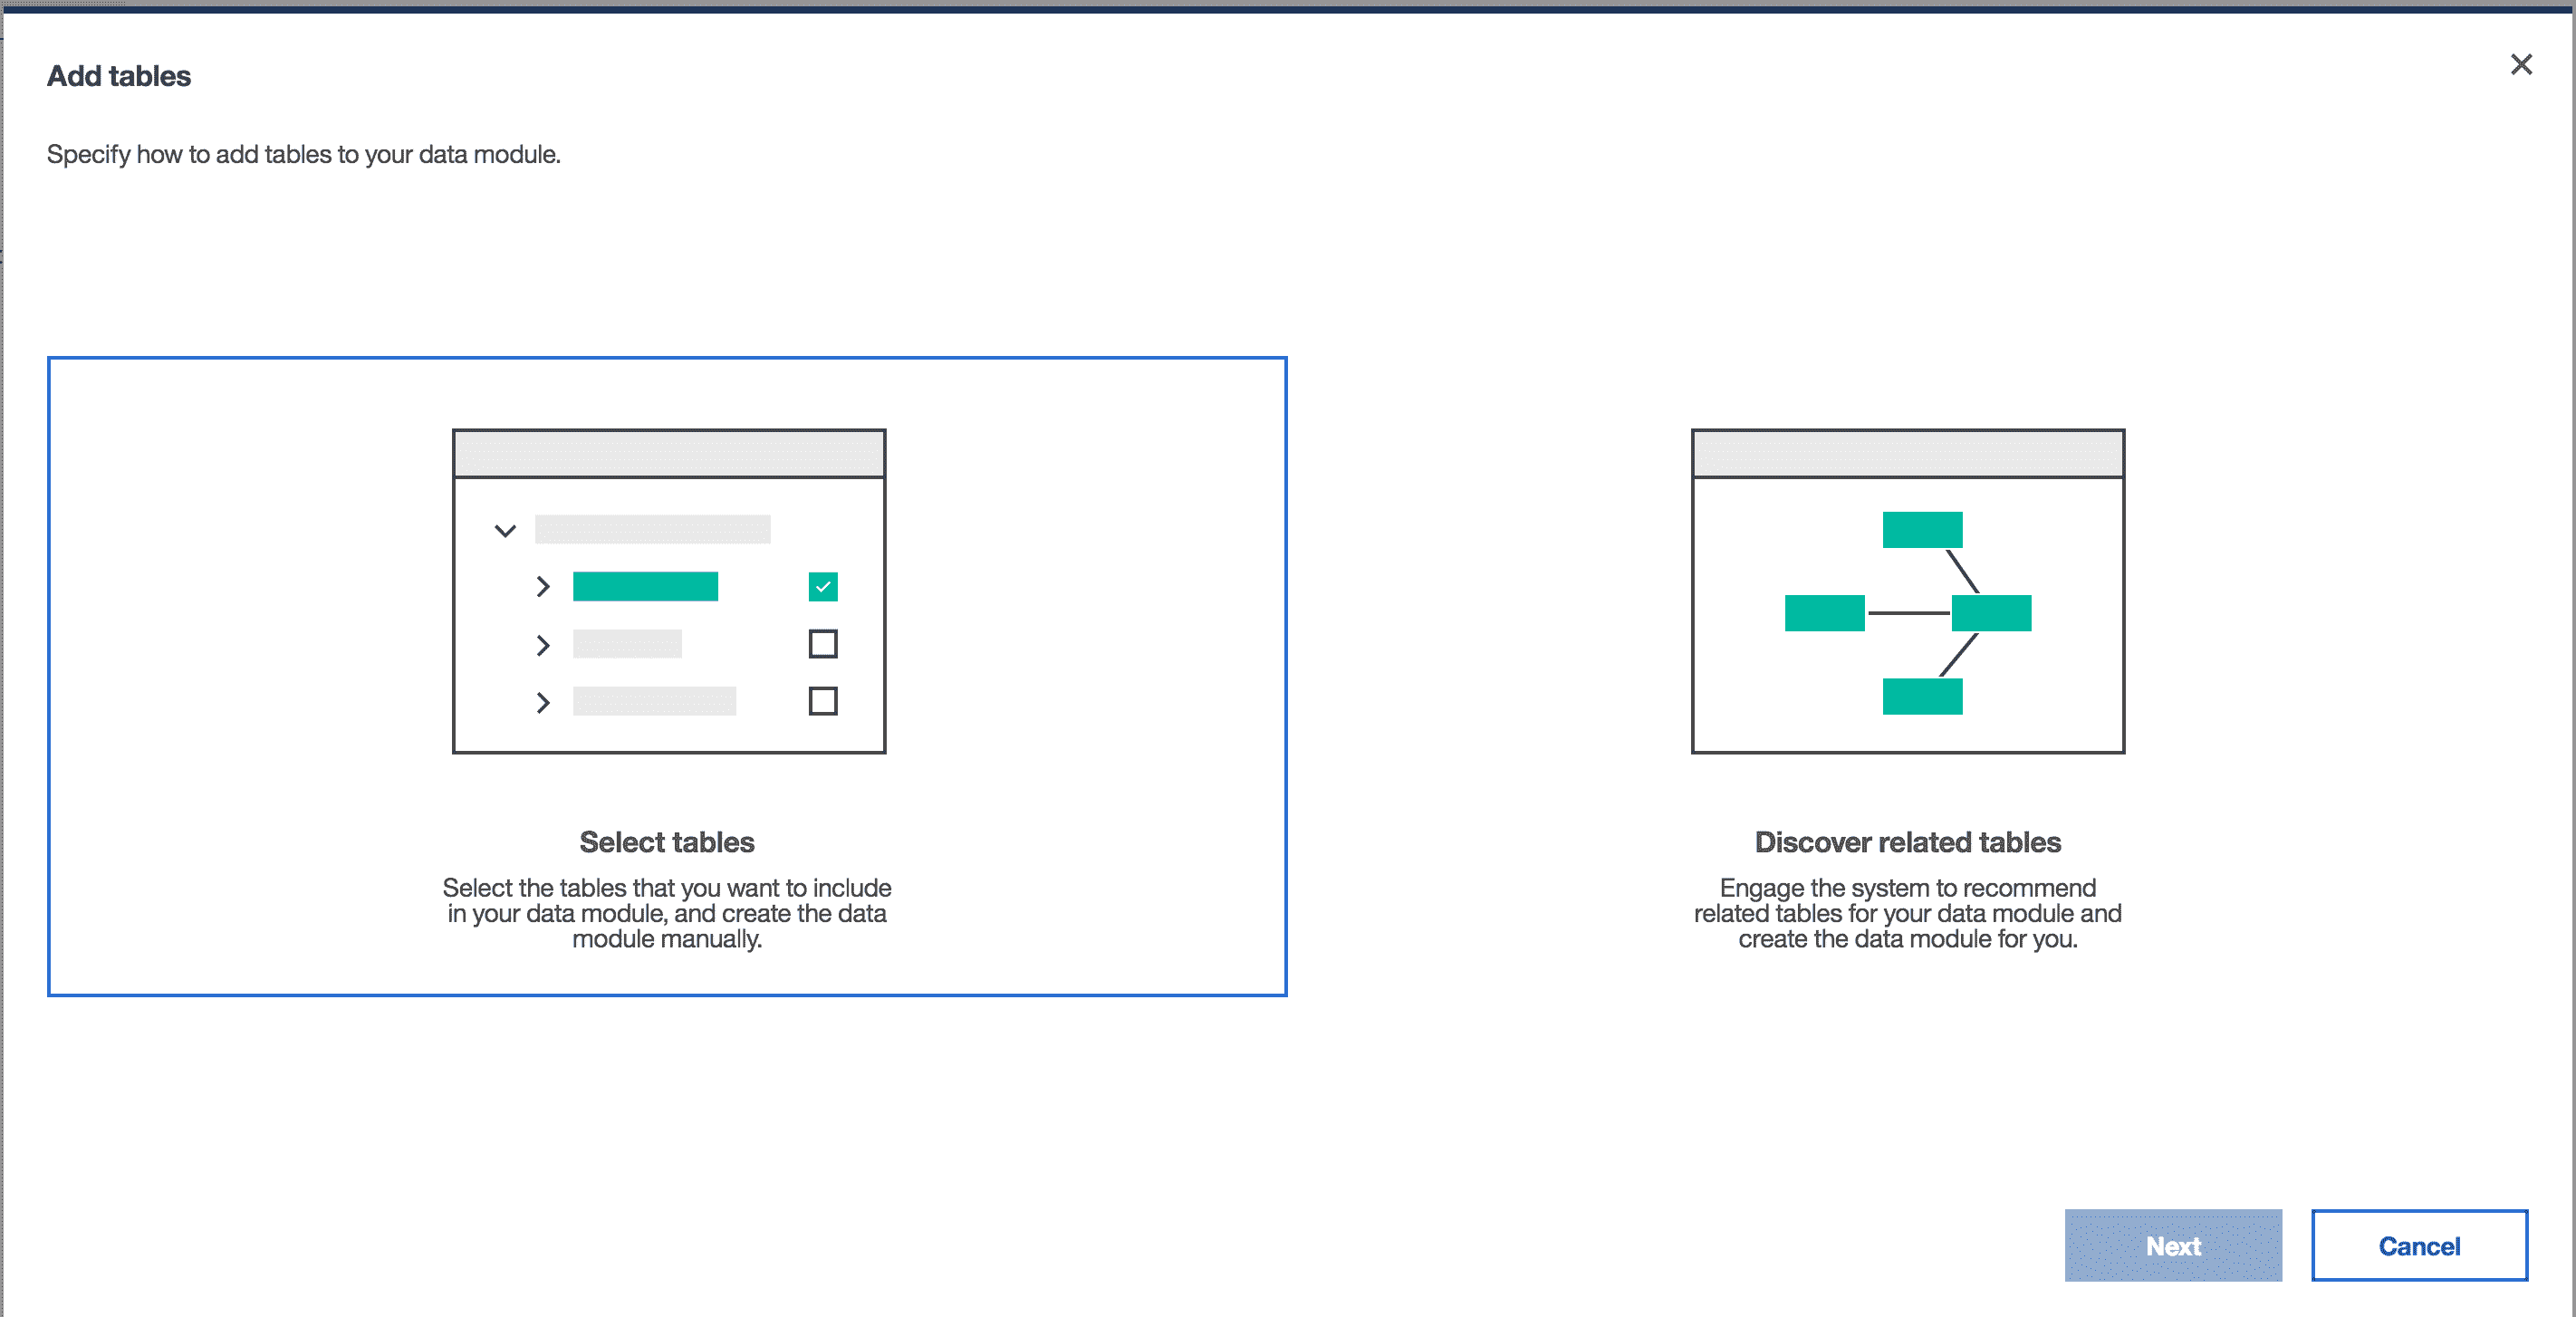 Add tables
Specify how to add tables to your data module.
Select tables
Select the tables that you want to include
in your data module, and create the data
module manually.
Discover related tables
Engage the system to recommend
related tables for your data module and
create the data module for you.
Next
Cancel